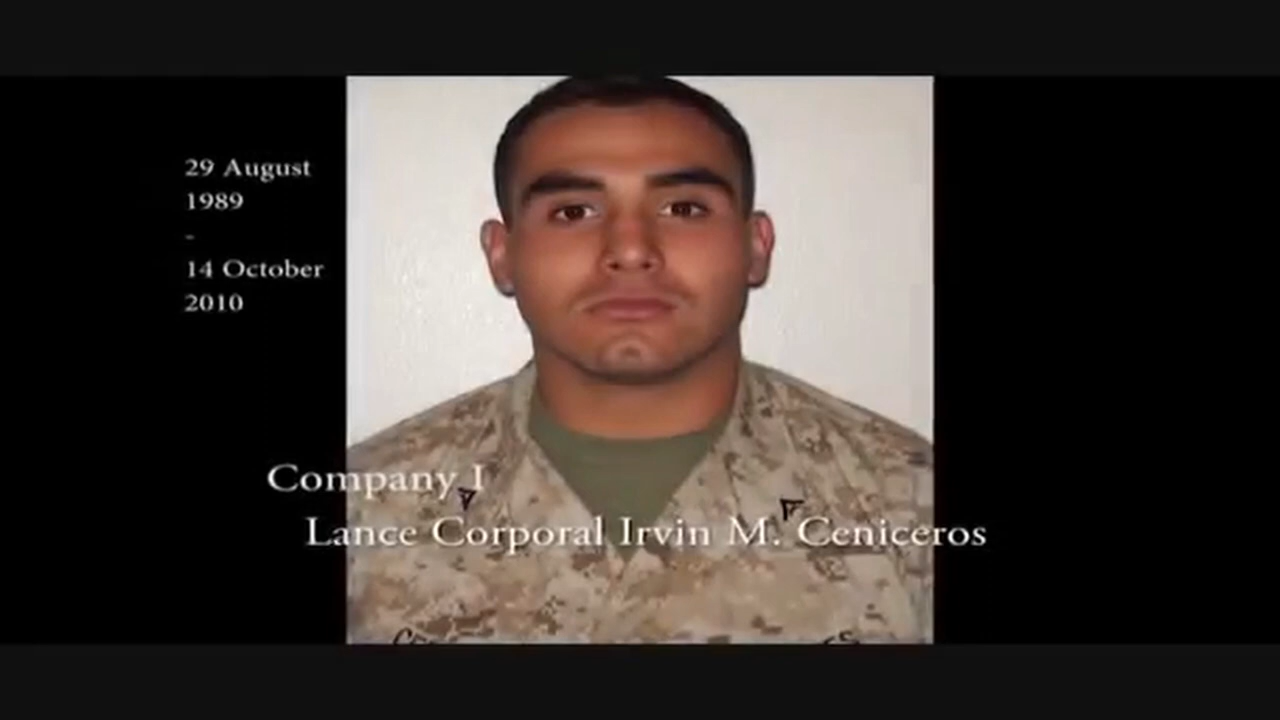 29 August
1989
-
14 October
2010
Company I
Lance Corporal Irvin M. Ceniceros